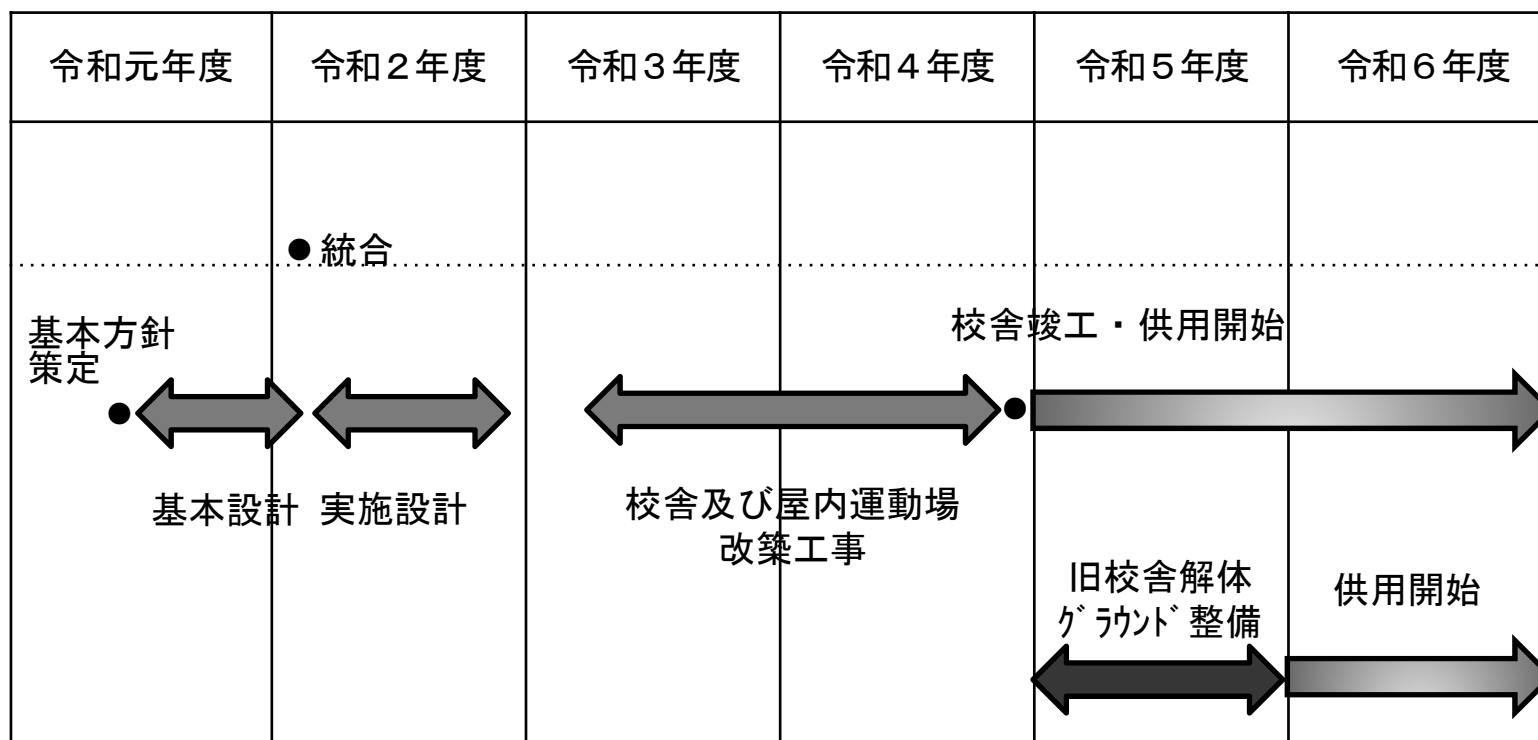 令和元年度
令和２年度
令和３年度
令和４年度
令和５年度
令和６年度
●統合
基本方針
策定
校舎竣工・供用開始
基本設計
実施設計
校舎及び屋内運動場
改築工事
旧校舎解体
ｸﾞﾗｳﾝﾄﾞ整備
供用開始